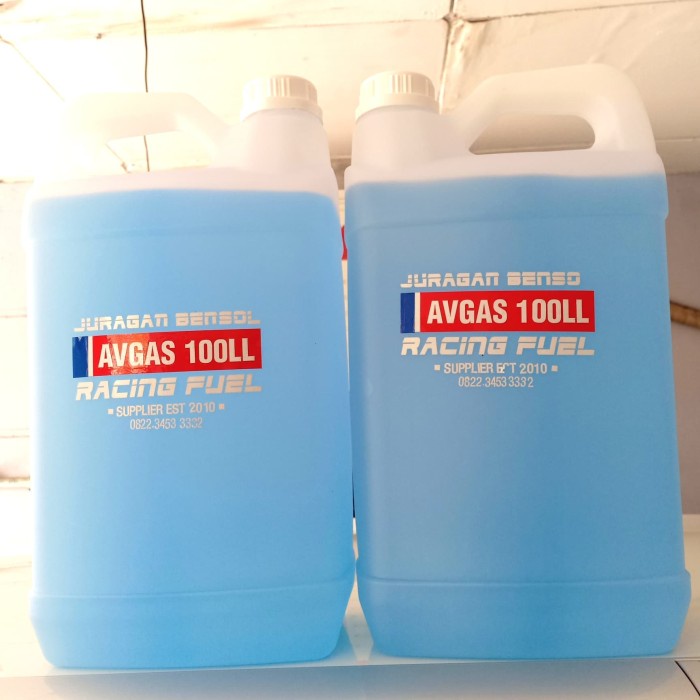 JURAGAN BENSOL
AVGAS 100LL
RACING FUEL
▪ SUPPLIER EST 2010 ▪
0822.3453 3332
JURAGAN BENSO
AVGAS 100LL
RACING FUEL
▪ SUPPLIER EST 2010 ▪
0822.3453 3332